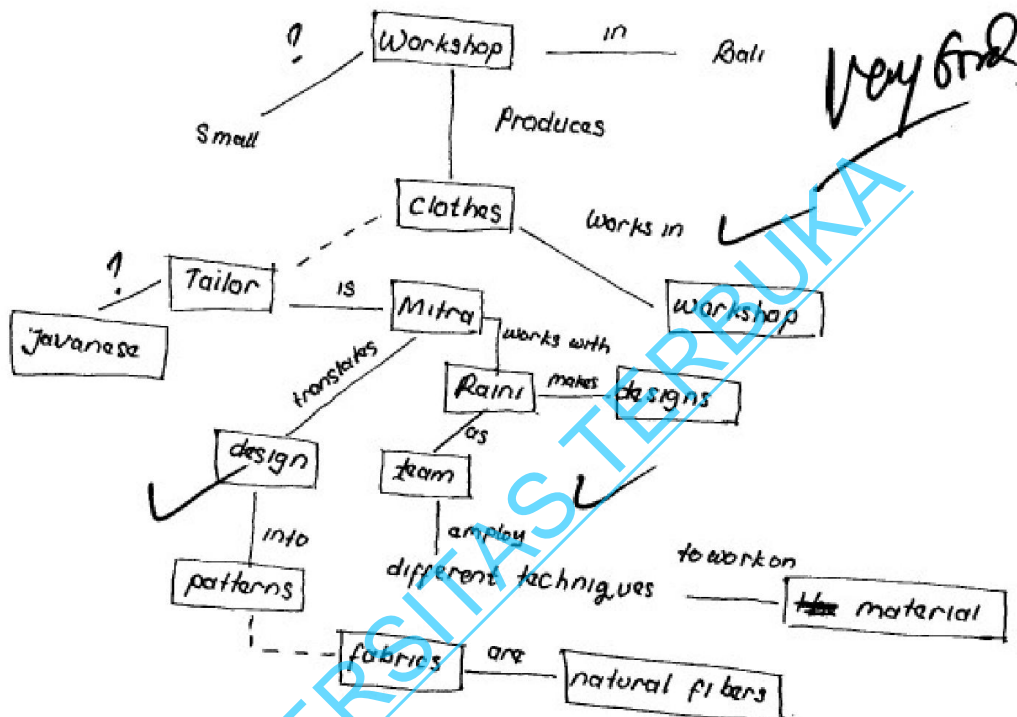 ?
Workshop
in
Bali
Very Good
Small
Produces
Clothes
Works in
?
Tailor
is
Mitra
workshop
Javanese
works with
translates
Raini
makes
designs
as
design
team
into
employ
different techniques
to work on
material
patterns
fabrics
are
natural fibers
ERSITAS TERBUKA